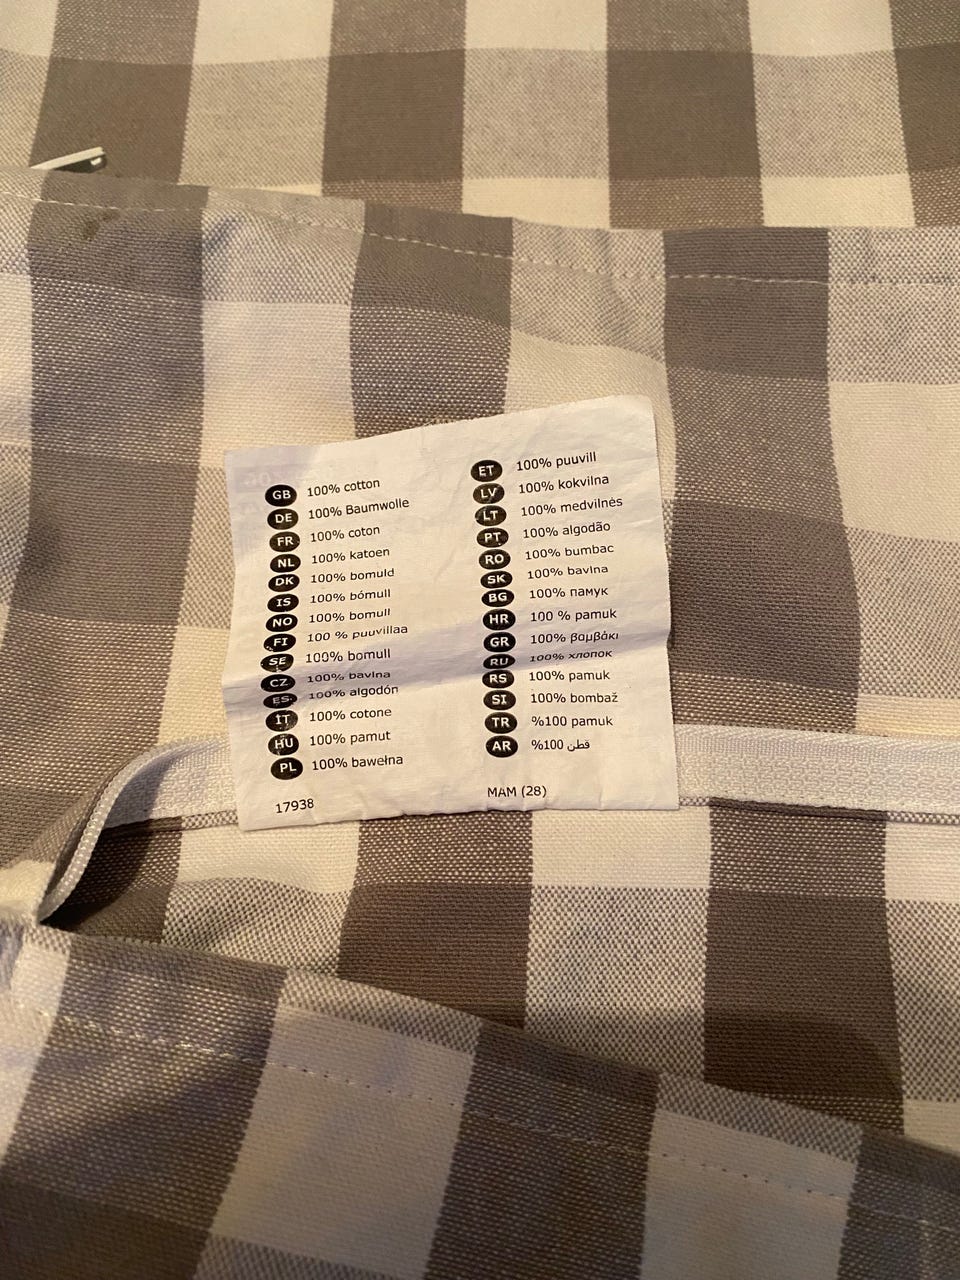 GB 100% cotton
DE 100% Baumwolle
FR 100% coton
NL 100% katoen
DK 100% bomuld
IS 100% bómull
NO 100% bomull
FI 100 % puuvillaa
SE 100% bomull
CZ 100% bavlna
ES 100% algodón
IT 100% cotone
HU 100% pamut
PL 100% bawełna
17938
ET 100% puuvill
LV 100% kokvilna
LT 100% medvilnės
PT 100% algodão
RO 100% bumbac
SK 100% bavlna
BG 100% памук
HR 100 % pamuk
GR 100% βαμβάκι
RU 100% хлопок
RS 100% pamuk
SI 100% bombaž
TR %100 pamuk
AR %100 قطن
MAM (28)